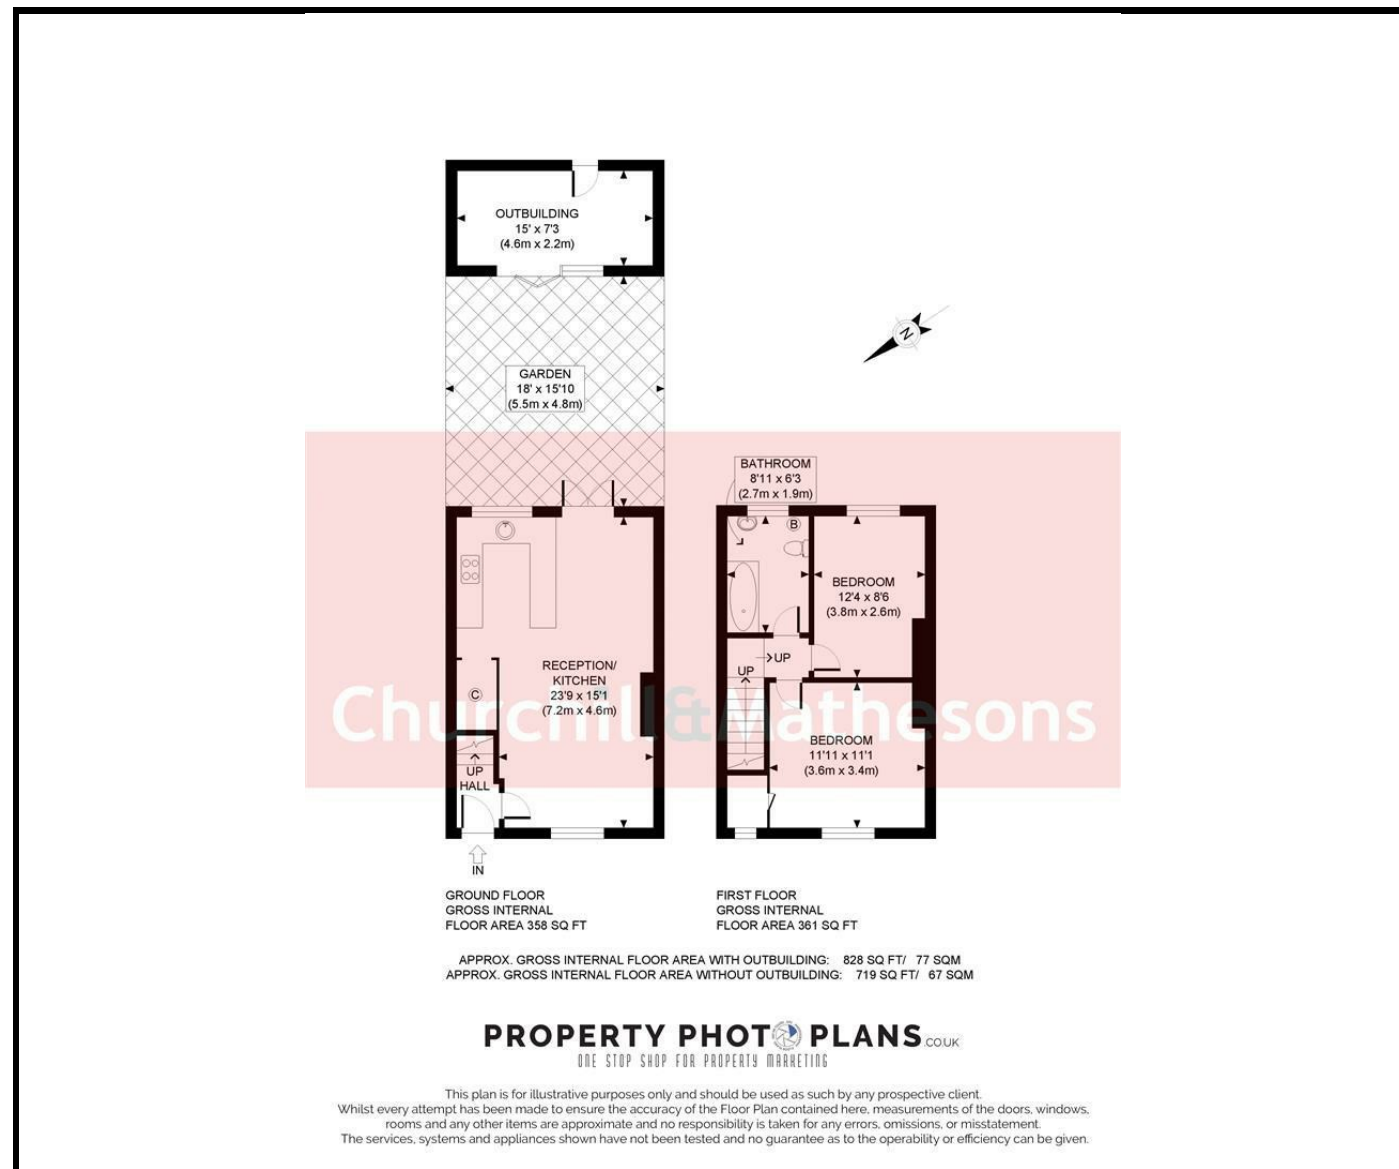 OUTBUILDING
15' x 7'3
(4.6m x 2.2m)
GARDEN
18' x 15'10
(5.5m x 4.8m)
N
BATHROOM
8'11 x 6'3
(2.7m x 1.9m)
B
BEDROOM
12'4 x 8'6
(3.8m x 2.6m)
RECEPTION/
KITCHEN
23'9 x 15'1
(7.2m x 4.6m)
C
UP
UP
Churchill&Mathesons
BEDROOM
11'11 x 11'1
(3.6m x 3.4m)
UP
HALL
IN
GROUND FLOOR
GROSS INTERNAL
FLOOR AREA 358 SQ FT
FIRST FLOOR
GROSS INTERNAL
FLOOR AREA 361 SQ FT
APPROX. GROSS INTERNAL FLOOR AREA WITH OUTBUILDING: 828 SQ FT/ 77 SQM
APPROX. GROSS INTERNAL FLOOR AREA WITHOUT OUTBUILDING: 719 SQ FT/ 67 SQM
PROPERTY PHOTO PLANS.CO.UK
ONE STOP SHOP FOR PROPERTY MARKETING
This plan is for illustrative purposes only and should be used as such by any prospective client.
Whilst every attempt has been made to ensure the accuracy of the Floor Plan contained here, measurements of the doors, windows,
rooms and any other items are approximate and no responsibility is taken for any errors, omissions, or misstatement.
The services, systems and appliances shown have not been tested and no guarantee as to the operability or efficiency can be given.